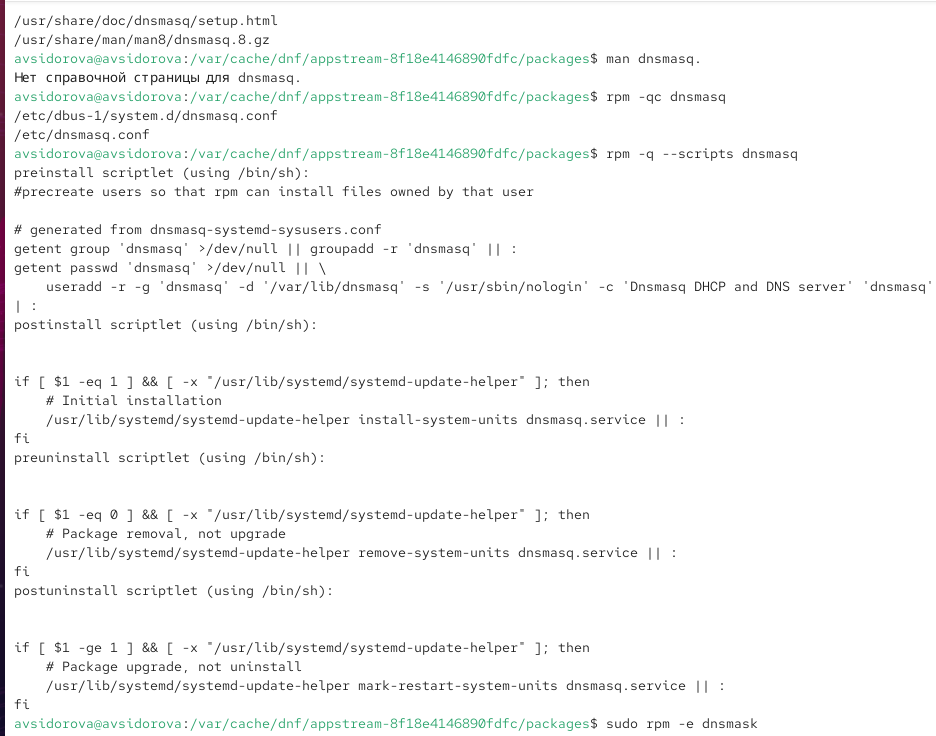 /usr/share/doc/dnsmasq/setup.html
/usr/share/man/man8/dnsmasq.8.gz
avsidorova@avsidorova:/var/cache/dnf/appstream-8f18e4146890fdfc/packages$ man dnsmasq.
Нет справочной страницы для dnsmasq.
avsidorova@avsidorova:/var/cache/dnf/appstream-8f18e4146890fdfc/packages$ rpm -qc dnsmasq
/etc/dbus-1/system.d/dnsmasq.conf
/etc/dnsmasq.conf
avsidorova@avsidorova:/var/cache/dnf/appstream-8f18e4146890fdfc/packages$ rpm -q --scripts dnsmasq
preinstall scriptlet (using /bin/sh):
#precreate users so that rpm can install files owned by that user

# generated from dnsmasq-systemd-sysusers.conf
getent group 'dnsmasq' >/dev/null || groupadd -r 'dnsmasq' || :
getent passwd 'dnsmasq' >/dev/null || \
    useradd -r -g 'dnsmasq' -d '/var/lib/dnsmasq' -s '/usr/sbin/nologin' -c 'Dnsmasq DHCP and DNS server' 'dnsmasq'
| :
postinstall scriptlet (using /bin/sh):


if [ $1 -eq 1 ] && [ -x "/usr/lib/systemd/systemd-update-helper" ]; then
    # Initial installation
    /usr/lib/systemd/systemd-update-helper install-system-units dnsmasq.service || :
fi
preuninstall scriptlet (using /bin/sh):


if [ $1 -eq 0 ] && [ -x "/usr/lib/systemd/systemd-update-helper" ]; then
    # Package removal, not upgrade
    /usr/lib/systemd/systemd-update-helper remove-system-units dnsmasq.service || :
fi
postuninstall scriptlet (using /bin/sh):


if [ $1 -ge 1 ] && [ -x "/usr/lib/systemd/systemd-update-helper" ]; then
    # Package upgrade, not uninstall
    /usr/lib/systemd/systemd-update-helper mark-restart-system-units dnsmasq.service || :
fi
avsidorova@avsidorova:/var/cache/dnf/appstream-8f18e4146890fdfc/packages$ sudo rpm -e dnsmask